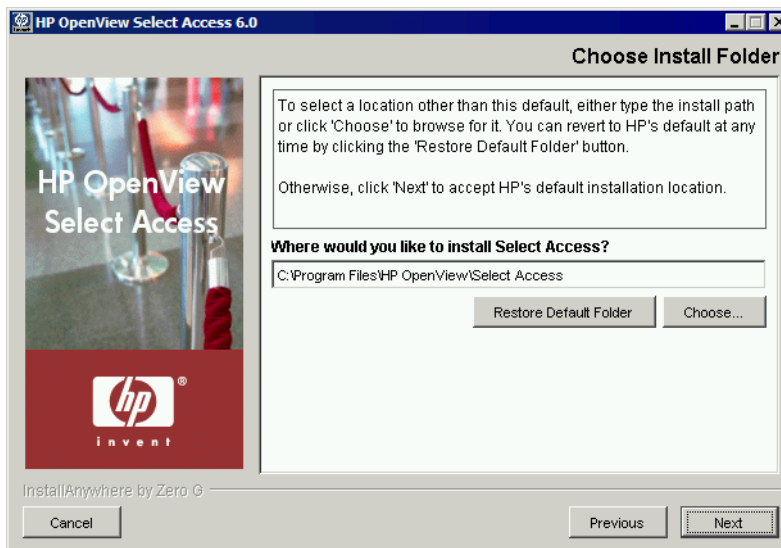 HP OpenView Select Access 6.0
Choose Install Folder
HP OpenView
Select Access
hp
®
invent
To select a location other than this default, either type the install path
or click 'Choose' to browse for it. You can revert to HP's default at any
time by clicking the 'Restore Default Folder' button.
Otherwise, click 'Next' to accept HP's default installation location.
Where would you like to install Select Access?
C:\Program Files\HP OpenView\Select Access
Restore Default Folder
Choose...
InstallAnywhere by Zero G
Cancel
Previous
Next